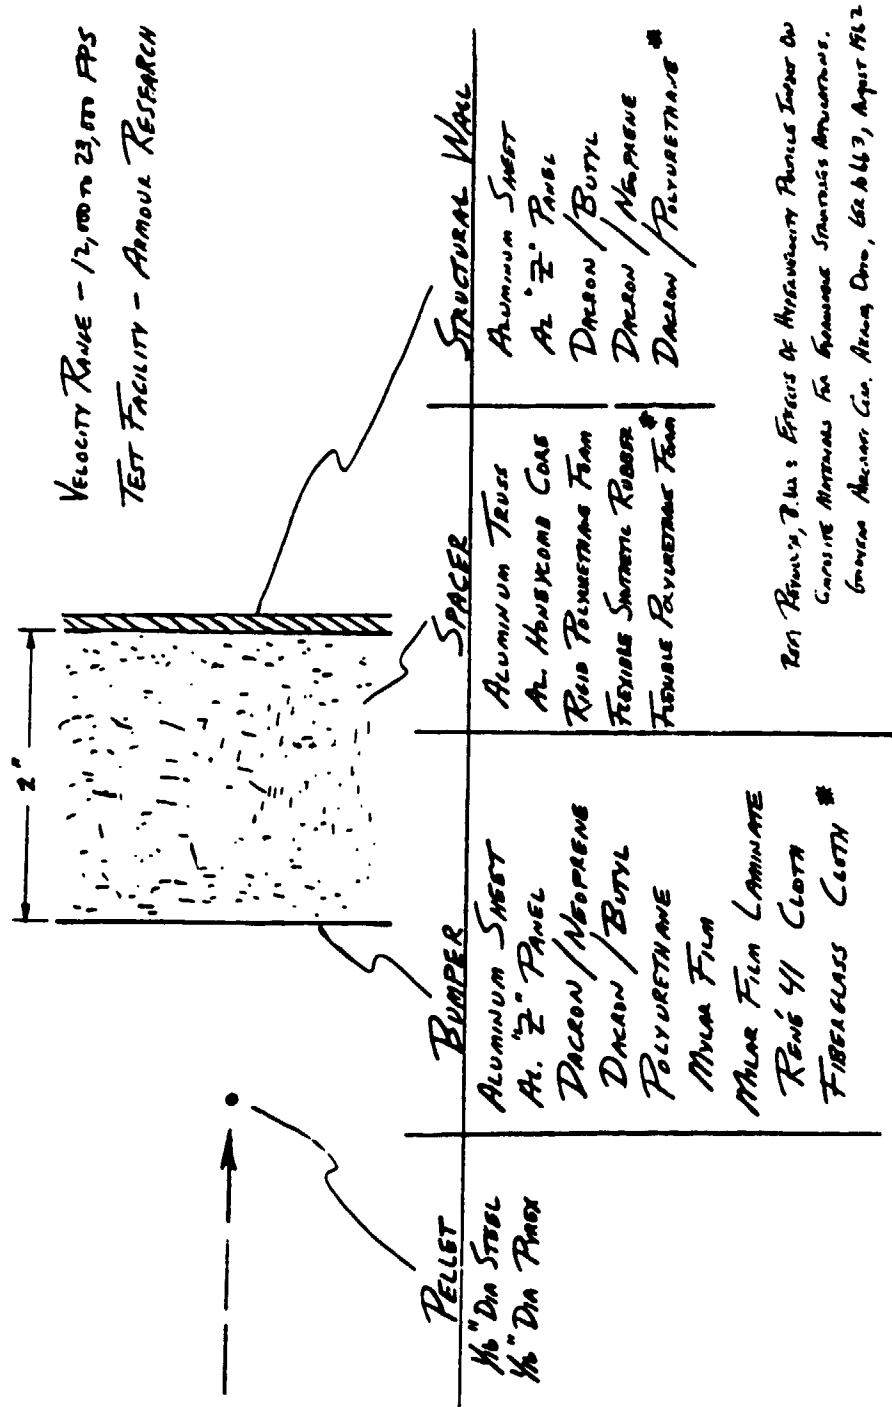 VELOCITY RANGE - 12,000 TO 23,000 FPS
TEST FACILITY - ARMOUR RESEARCH
2"
PELLET
1/16" DIA STEEL
1/16" DIA PYREX
BUMPER
ALUMINUM SHEET
AL. "Z" PANEL
DACRON/NEOPRENE
DACRON/BUTYL
POLYURETHANE
MYLAR FILM
MYLAR FILM LAMINATE
RENÉ 41 CLOTH
FIBERGLASS CLOTH *
SPACER
ALUMINUM TRUSS
AL. HONEYCOMB CORE
RIGID POLYURETHANE FOAM
FLEXIBLE SYNTHETIC RUBBER
FLEXIBLE POLYURETHANE FOAM *
STRUCTURAL WALL
ALUMINUM SHEET
AL "Z" PANEL
DACRON/BUTYL
DACRON/NEOPRENE
DACRON/POLYURETHANE *
EFFECTS OF HYPERVELOCITY PARTICLE IMPACT ON
COMPOSITE MATERIALS FOR EXPANDABLE STRUCTURES APPLICATIONS.
GOODYEAR AIRCRAFT CORP. AKRON, OHIO, AUGUST 1962